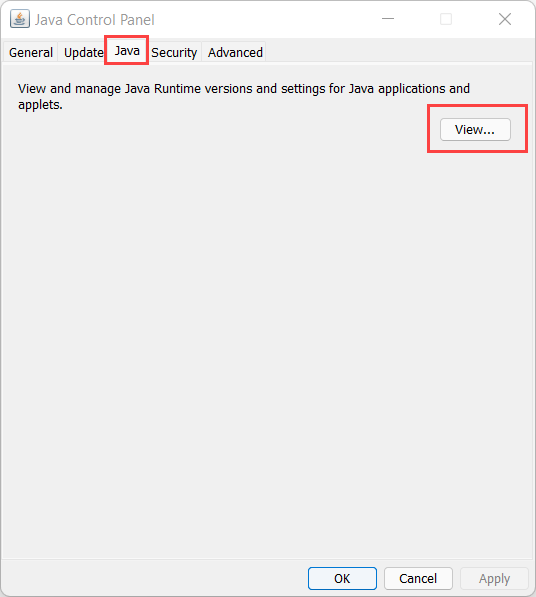 Java Control Panel
General Update Java Security Advanced
View and manage Java Runtime versions and settings for Java applications and
applets.
View...
OK Cancel Apply